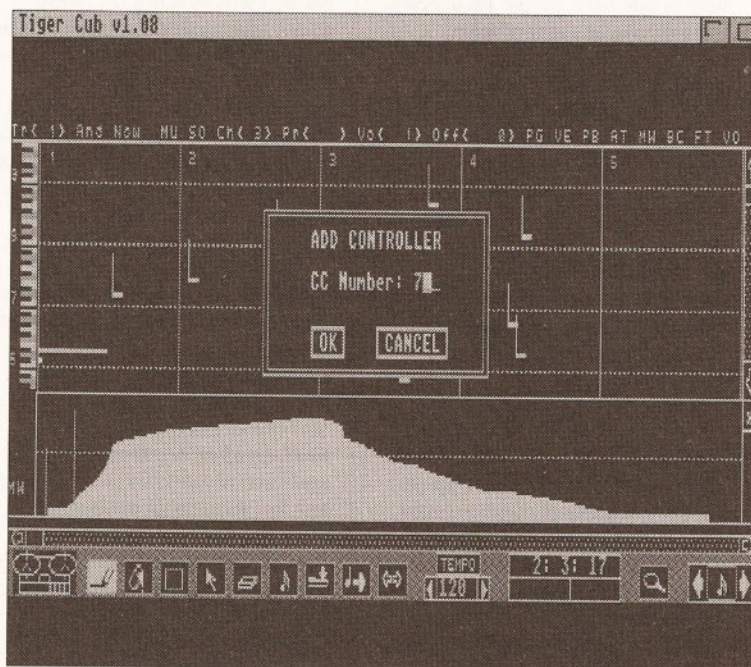 Tiger Cub v1.08
Tr( 1) And Now MU SO Ch( 3) Pr( ) Vo( 1) Off( 0) PG VE PB AT MW BC FT VO
1 2 3 4 5
ADD CONTROLLER
CC Number: 7
OK CANCEL
7
MW
TEMPO
120
2: 3: 17